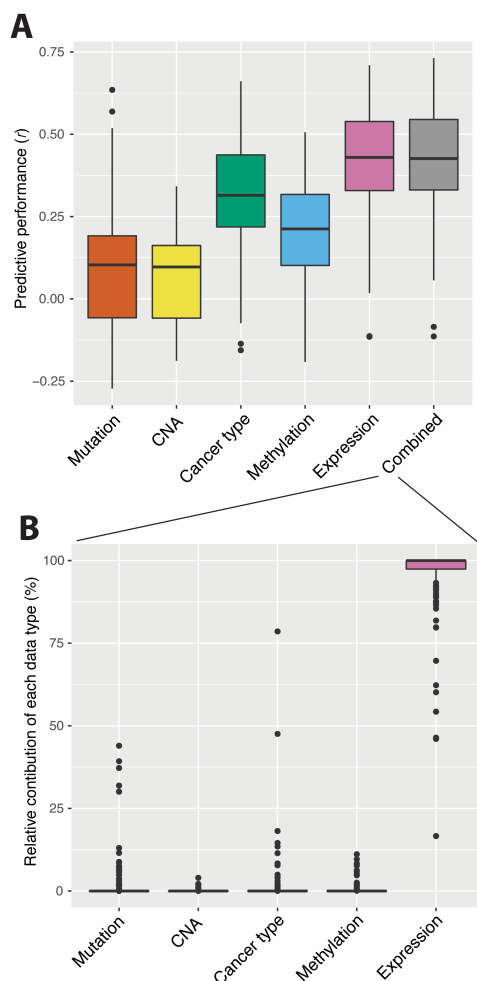 A
Predictive performance (r)
0.75
0.50
0.25
0.00
−0.25
Mutation
CNA
Cancer type
Methylation
Expression
Combined
B
Relative contibution of each data type (%)
100
75
50
25
0
Mutation
CNA
Cancer type
Methylation
Expression